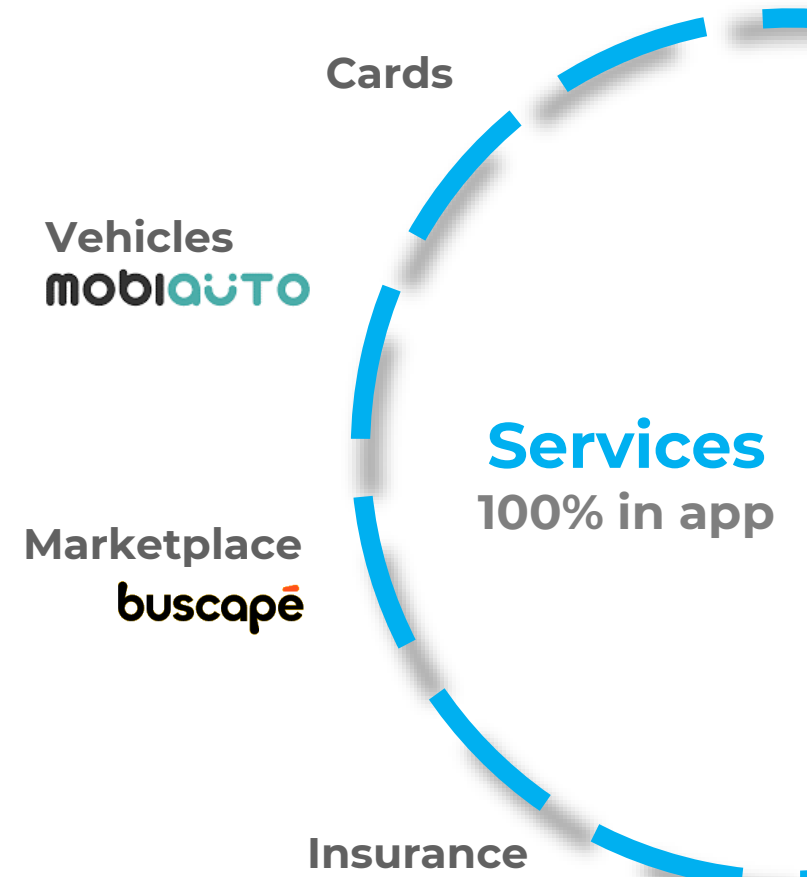 Cards
Vehicles
mobiauto
Services
100% in app
Marketplace
buscapé
Insurance